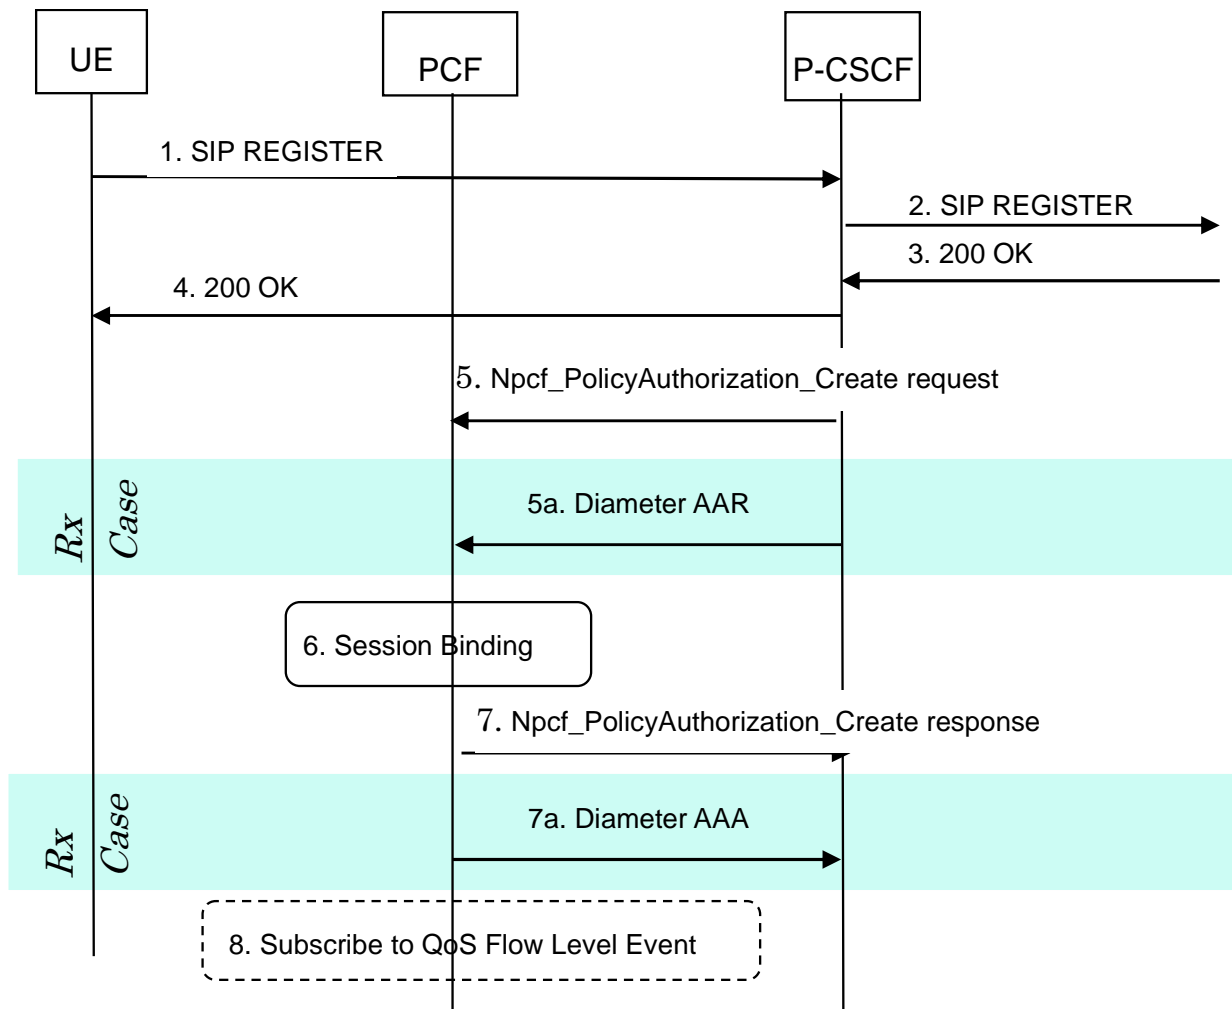 UE
PCF
P-CSCF
1. SIP REGISTER
2. SIP REGISTER
3. 200 OK
4. 200 OK
5. Npcf_PolicyAuthorization_Create request
Rx
Case
5a. Diameter AAR
6. Session Binding
7. Npcf_PolicyAuthorization_Create response
Rx
Case
7a. Diameter AAA
8. Subscribe to QoS Flow Level Event